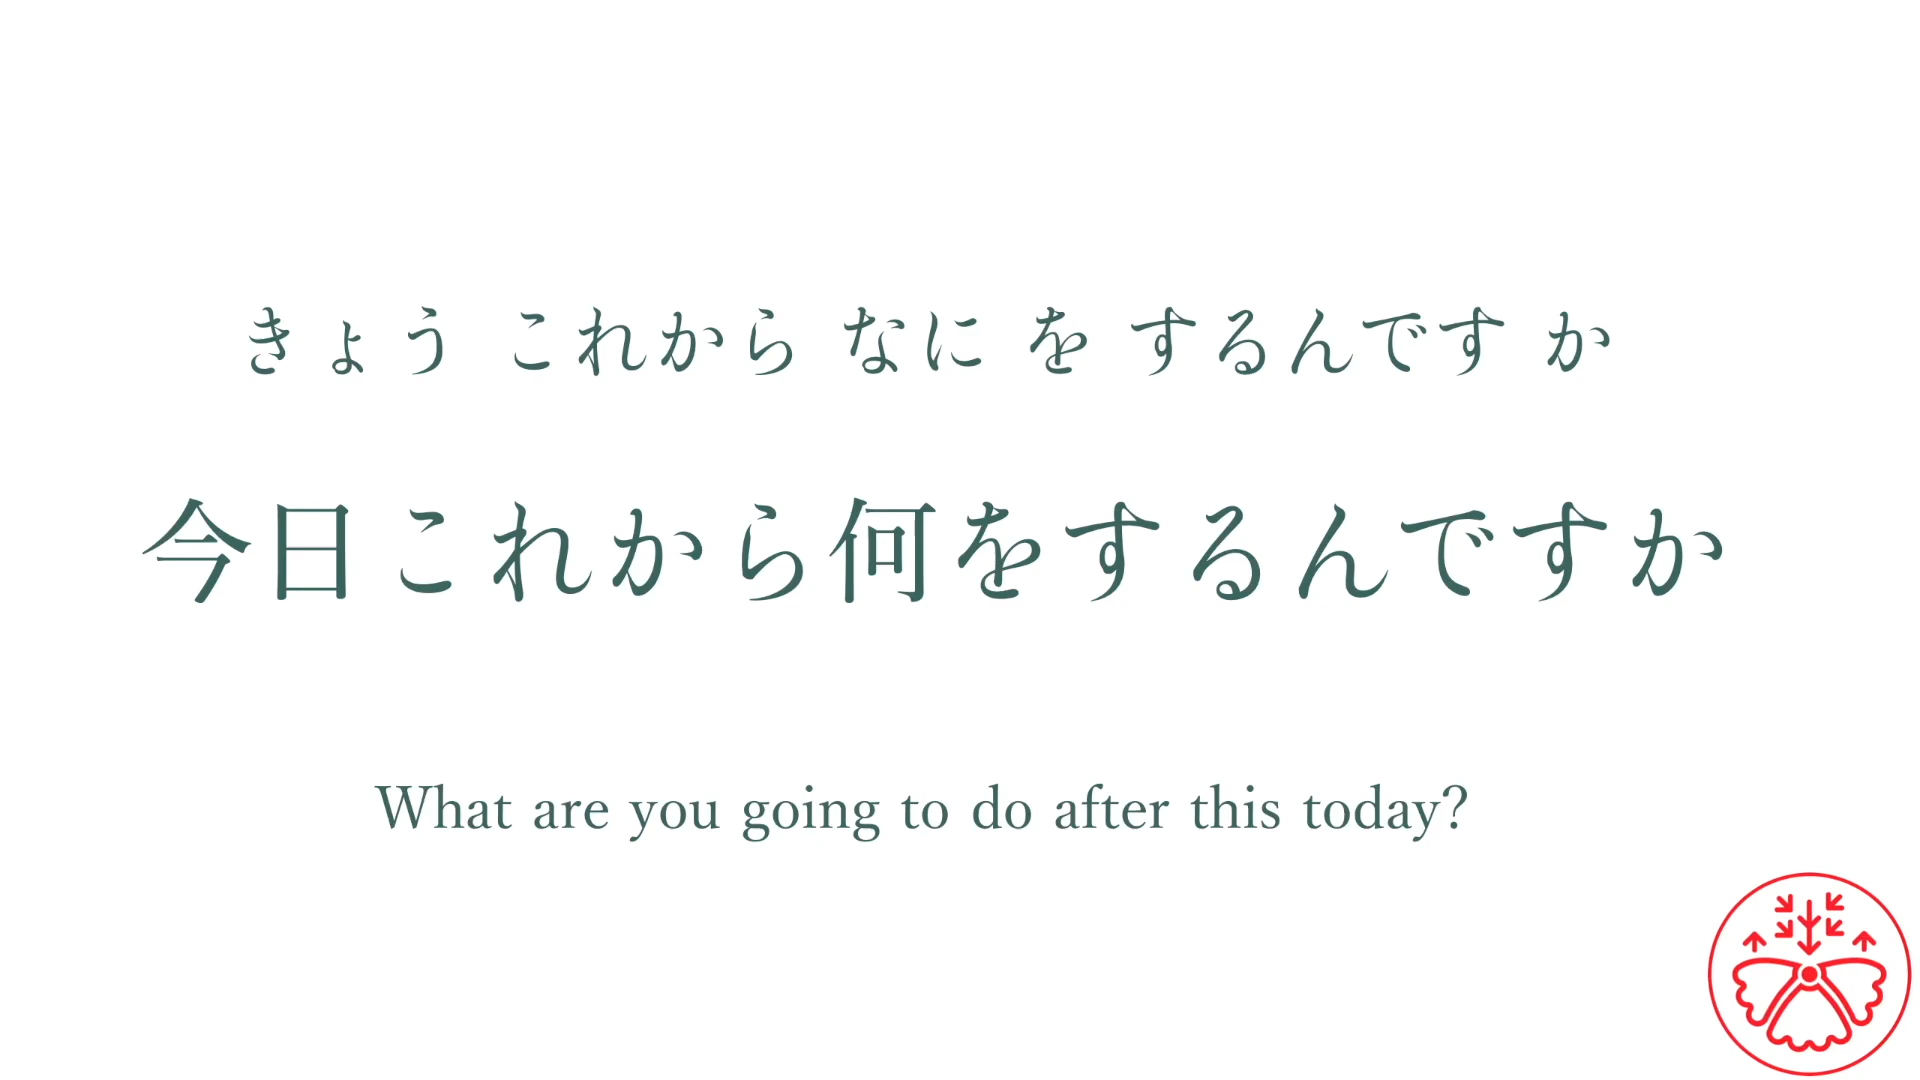 きょう これから なに を するんです か
今日これから何をするんですか
What are you going to do after this today?